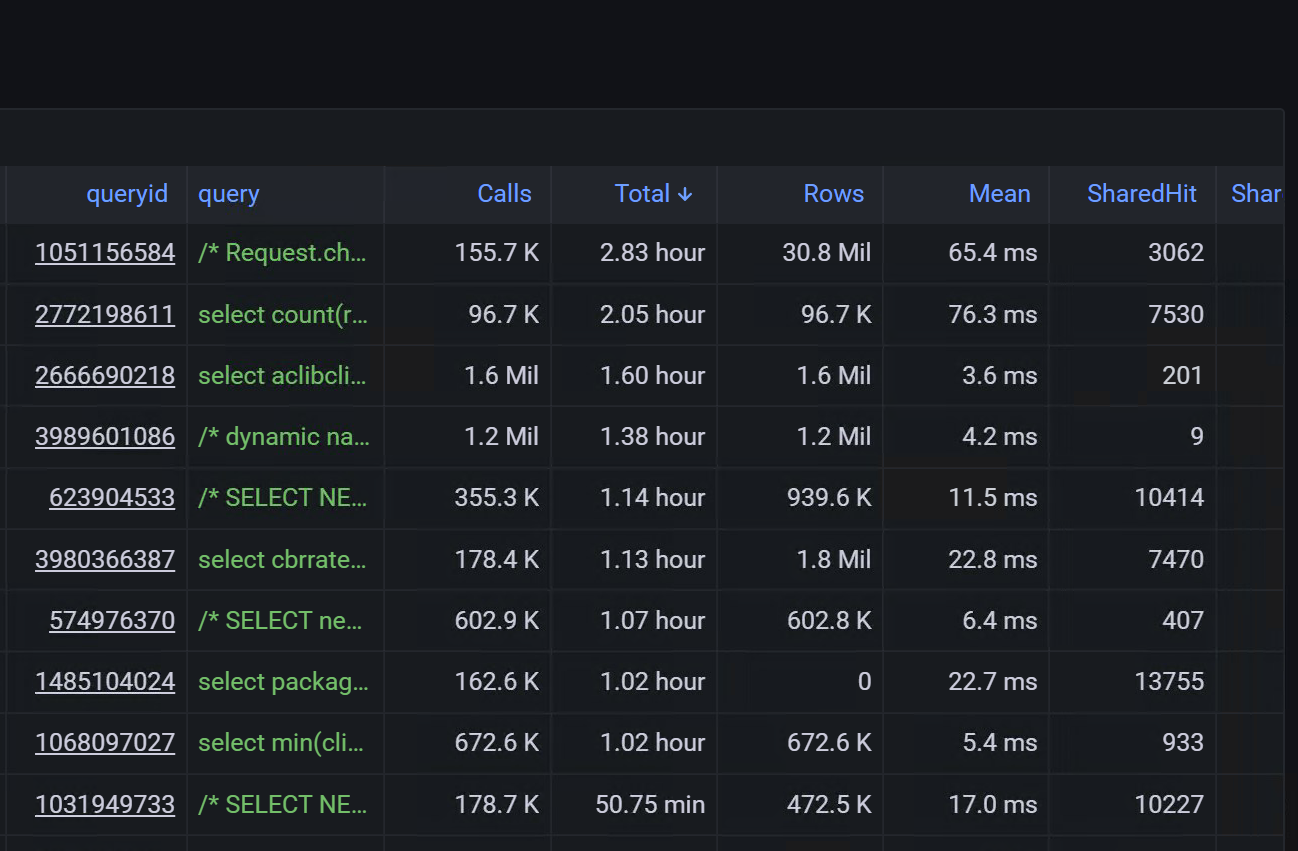 queryid query Calls Total ↓ Rows Mean SharedHit Shar
1051156584 /* Request.ch... 155.7 K 2.83 hour 30.8 Mil 65.4 ms 3062
2772198611 select count(r... 96.7 K 2.05 hour 96.7 K 76.3 ms 7530
2666690218 select aclibcli... 1.6 Mil 1.60 hour 1.6 Mil 3.6 ms 201
3989601086 /* dynamic na... 1.2 Mil 1.38 hour 1.2 Mil 4.2 ms 9
623904533 /* SELECT NE... 355.3 K 1.14 hour 939.6 K 11.5 ms 10414
3980366387 select cbrrate... 178.4 K 1.13 hour 1.8 Mil 22.8 ms 7470
574976370 /* SELECT ne... 602.9 K 1.07 hour 602.8 K 6.4 ms 407
1485104024 select packag... 162.6 K 1.02 hour 0 22.7 ms 13755
1068097027 select min(cli... 672.6 K 1.02 hour 672.6 K 5.4 ms 933
1031949733 /* SELECT NE... 178.7 K 50.75 min 472.5 K 17.0 ms 10227